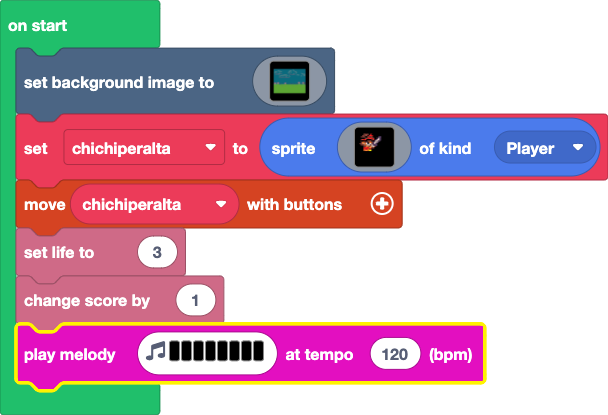 on start
set background image to
set chichiperalta to sprite of kind Player
move chichiperalta with buttons
set life to 3
change score by 1
play melody at tempo 120 (bpm)